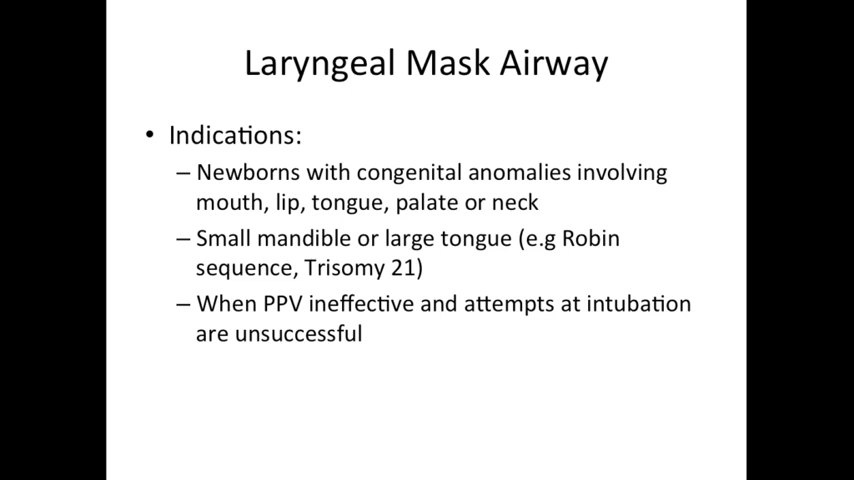 Laryngeal Mask Airway
• Indications:
– Newborns with congenital anomalies involving
mouth, lip, tongue, palate or neck
– Small mandible or large tongue (e.g Robin
sequence, Trisomy 21)
– When PPV ineffective and attempts at intubation
are unsuccessful